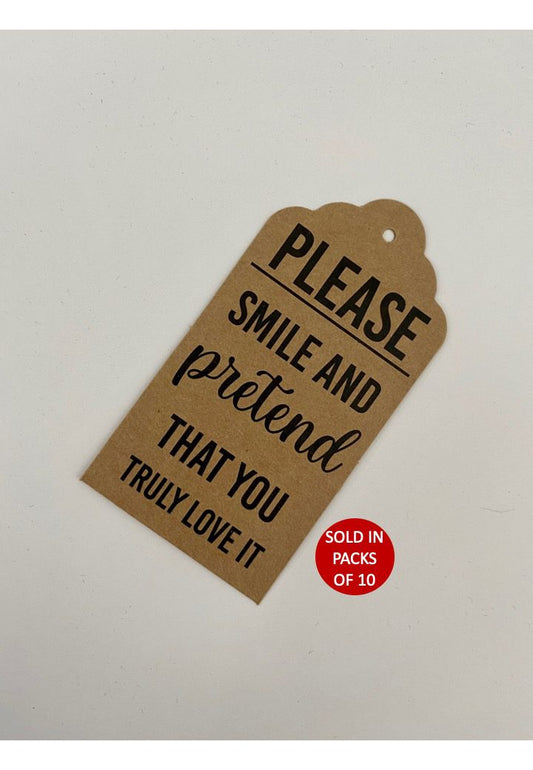 PLEASE
SMILE AND
pretend
THAT YOU
TRULY LOVE IT
SOLD IN
PACKS
OF 10